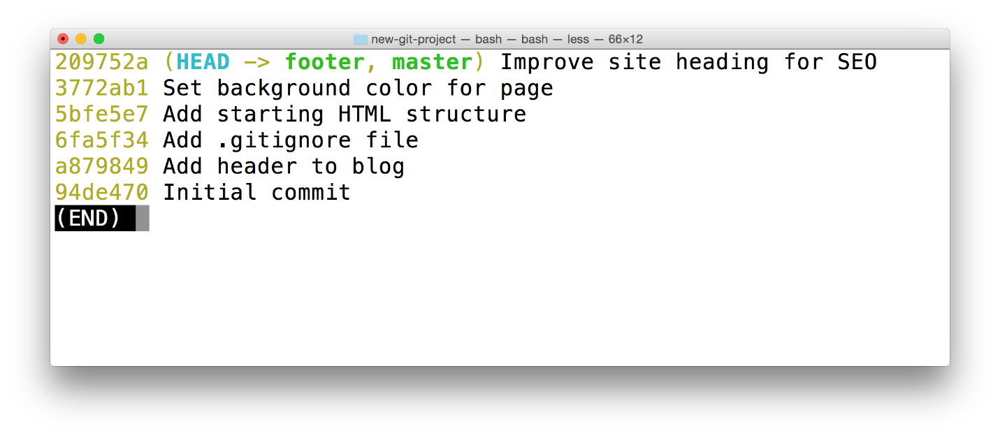 new-git-project — bash — bash — less — 66×12
209752a (HEAD -> footer, master) Improve site heading for SEO
3772ab1 Set background color for page
5bfe5e7 Add starting HTML structure
6fa5f34 Add .gitignore file
a879849 Add header to blog
94de470 Initial commit
(END)